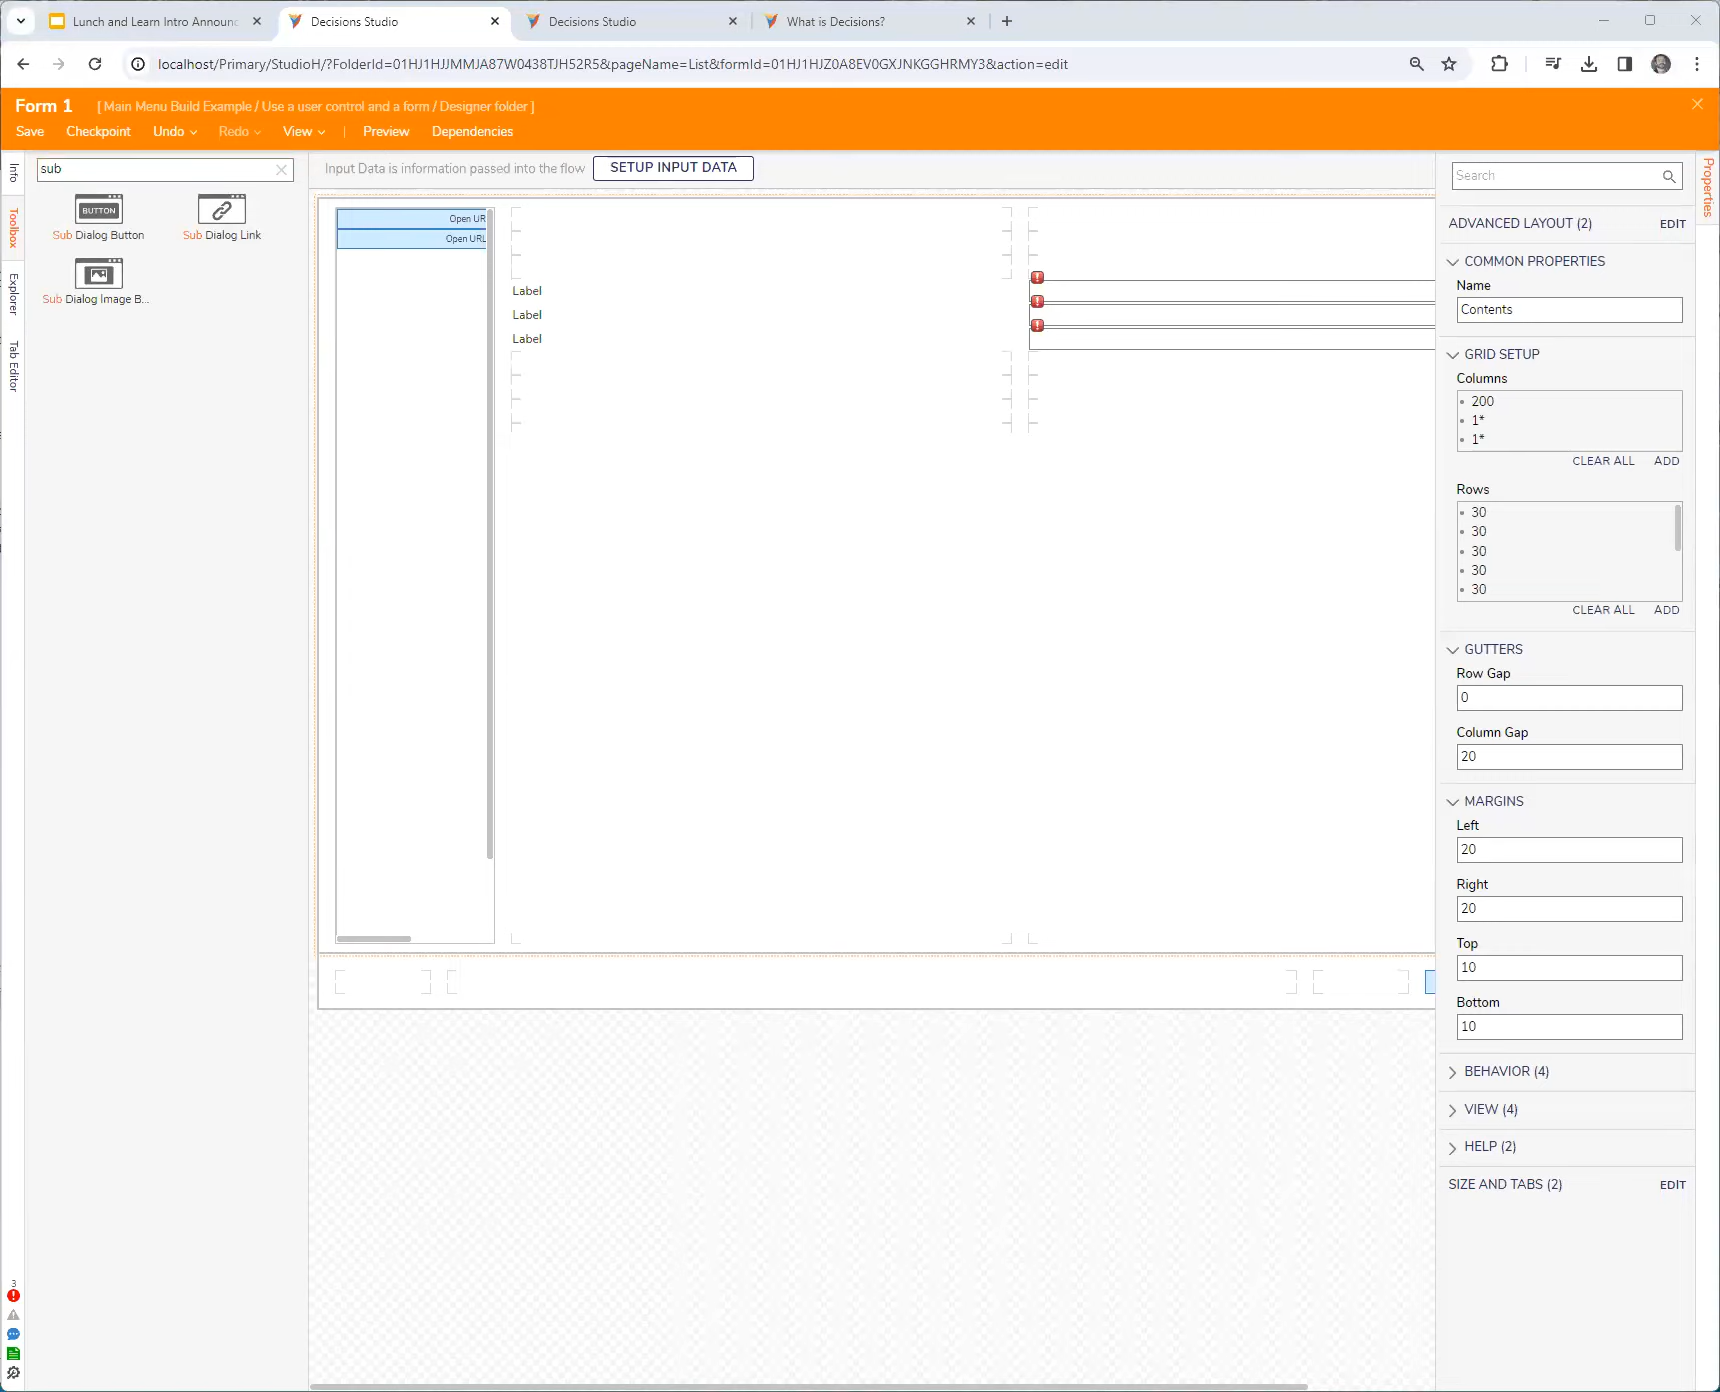 Lunch and Learn Intro Announc
Decisions Studio
Decisions Studio
What is Decisions?
localhost/Primary/StudioH/?FolderId=01HJ1HJJMMJA87W0438TJH52R5&pageName=List&formId=01HJ1HJZ0A8EV0GXJNKGGHRMY3&action=edit
Form 1 [ Main Menu Build Example / Use a user control and a form / Designer folder ]
Save Checkpoint Undo Redo View | Preview Dependencies
Info
Toolbox
Explorer
Tab Editor
sub
BUTTON
Sub Dialog Button
Sub Dialog Link
Sub Dialog Image B...
Input Data is information passed into the flow SETUP INPUT DATA
Open UR
Open URL
Label
Label
Label
Properties
Search
ADVANCED LAYOUT (2) EDIT
COMMON PROPERTIES
Name
Contents
GRID SETUP
Columns
200
1*
1*
CLEAR ALL ADD
Rows
30
30
30
30
30
CLEAR ALL ADD
GUTTERS
Row Gap
0
Column Gap
20
MARGINS
Left
20
Right
20
Top
10
Bottom
10
BEHAVIOR (4)
VIEW (4)
HELP (2)
SIZE AND TABS (2) EDIT
3